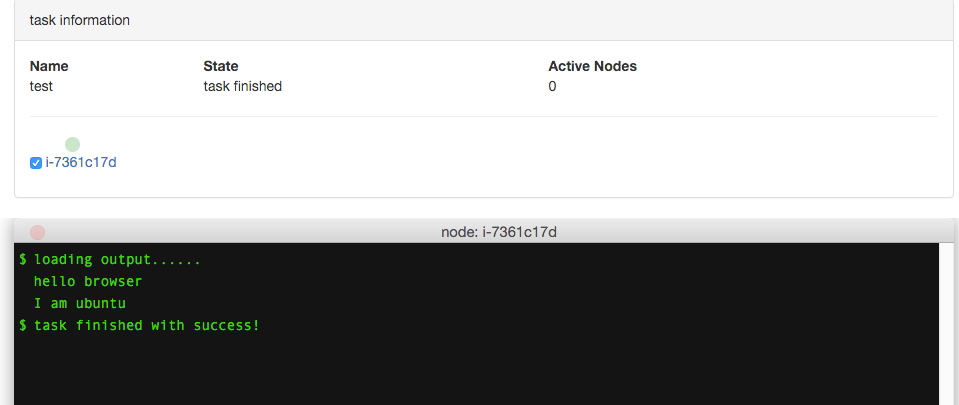 task information
Name State Active Nodes
test task finished 0
i-7361c17d
node: i-7361c17d
$ loading output......
hello browser
I am ubuntu
$ task finished with success!